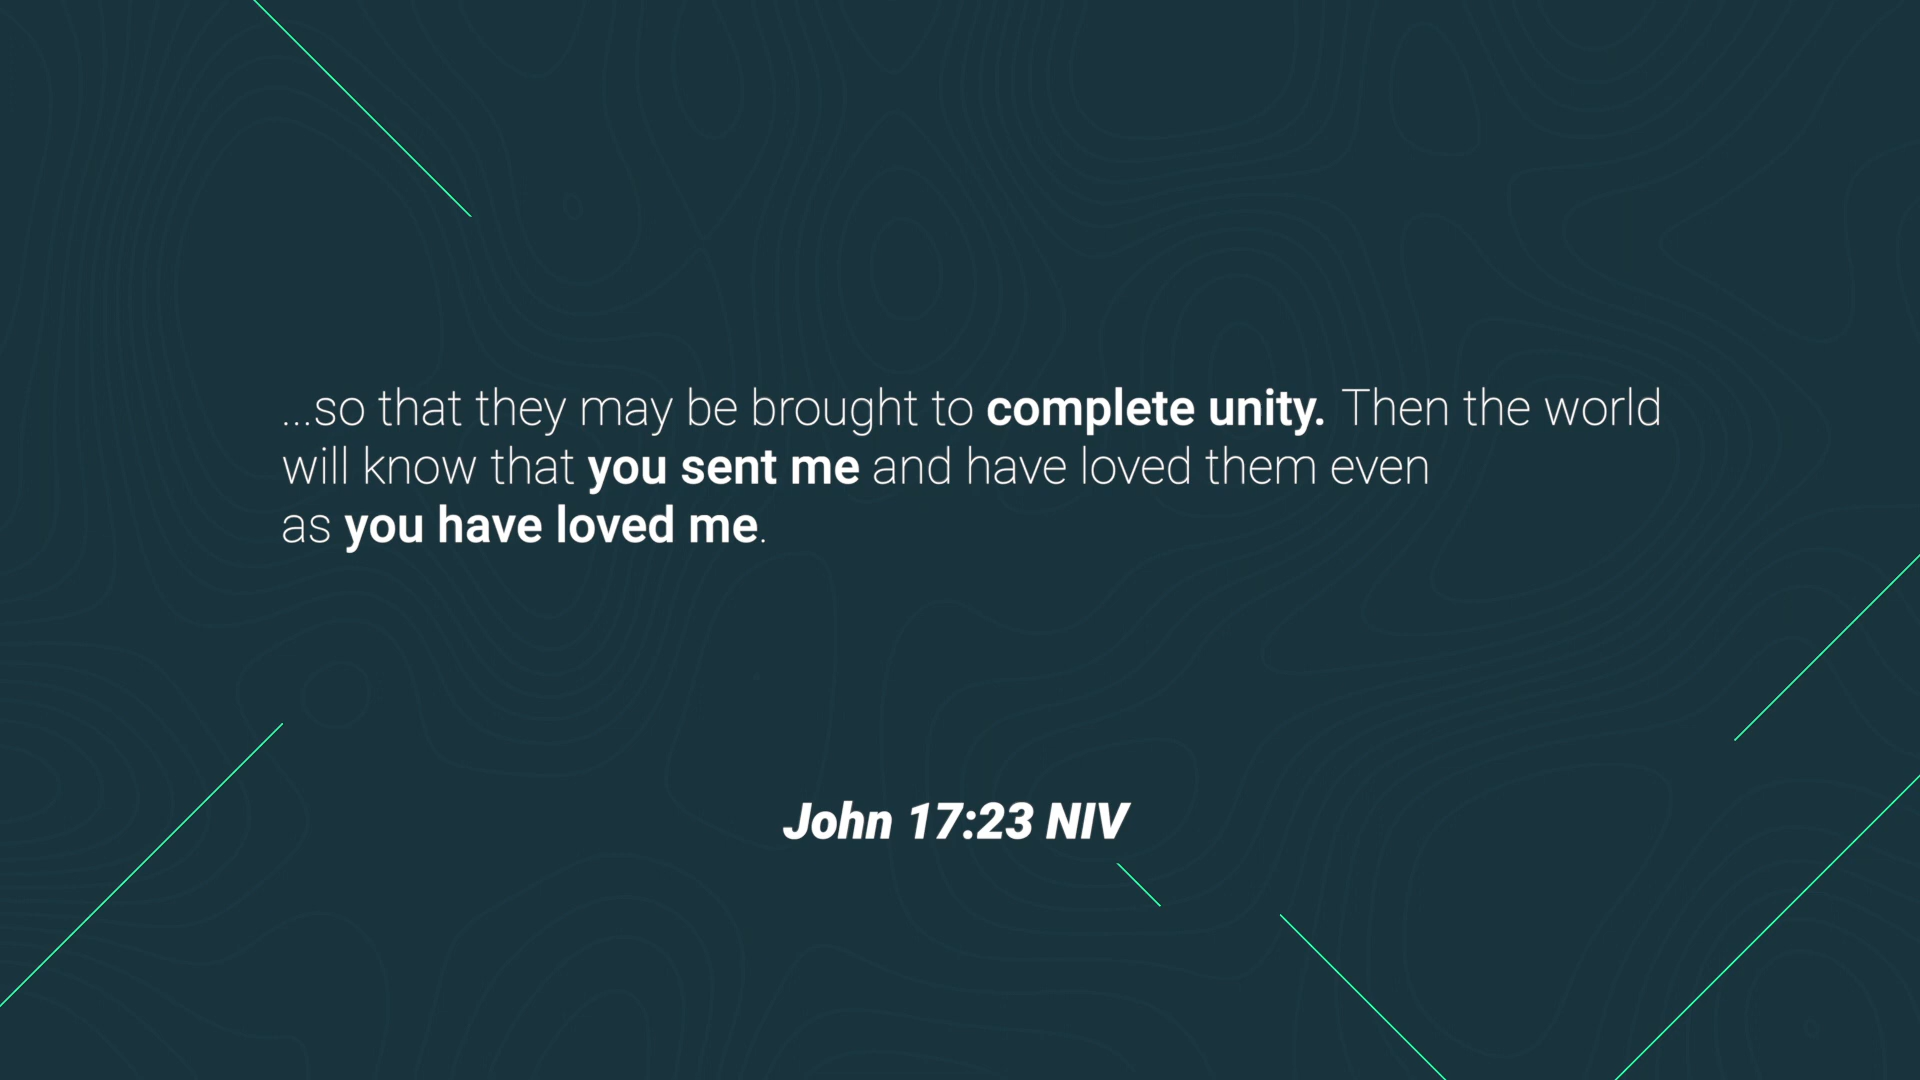 ...so that they may be brought to complete unity. Then the world
will know that you sent me and have loved them even
as you have loved me.
John 17:23 NIV